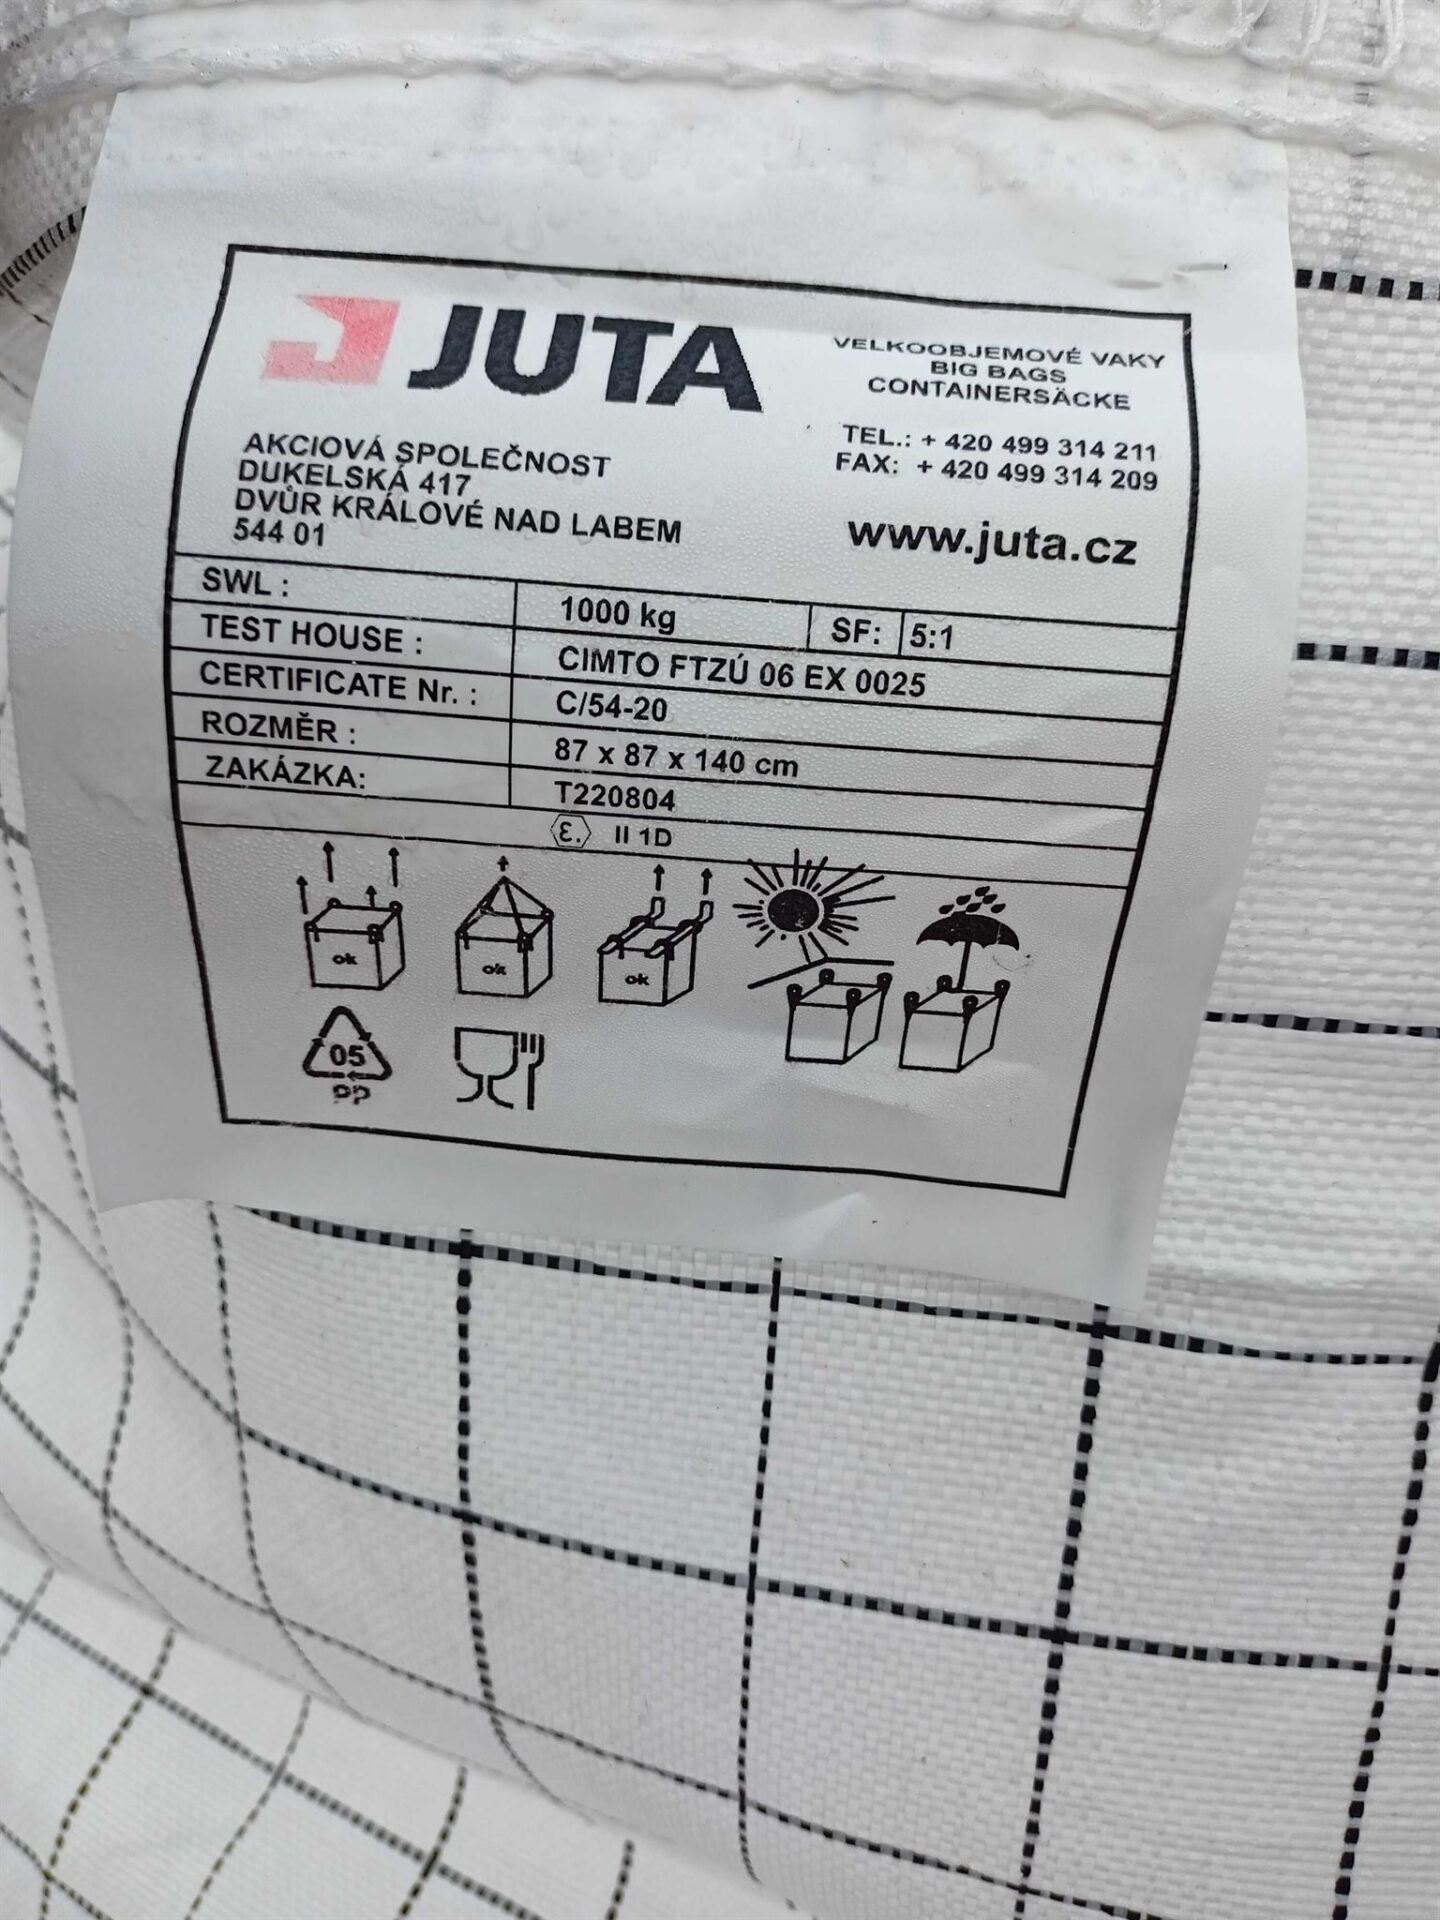 JUTA
VELKOOBJEMOVÉ VAKY
BIG BAGS
CONTAINERSÄCKE
AKCIOVÁ SPOLEČNOST
DUKELSKÁ 417
DVŮR KRÁLOVÉ NAD LABEM
544 01
TEL.: + 420 499 314 211
FAX: + 420 499 314 209
www.juta.cz
SWL : 1000 kg SF: 5:1
TEST HOUSE : CIMTO FTZÚ 06 EX 0025
CERTIFICATE Nr. : C/54-20
ROZMĚR : 87 x 87 x 140 cm
ZAKÁZKA: T220804
II 1D
ok ok ok
05
PP